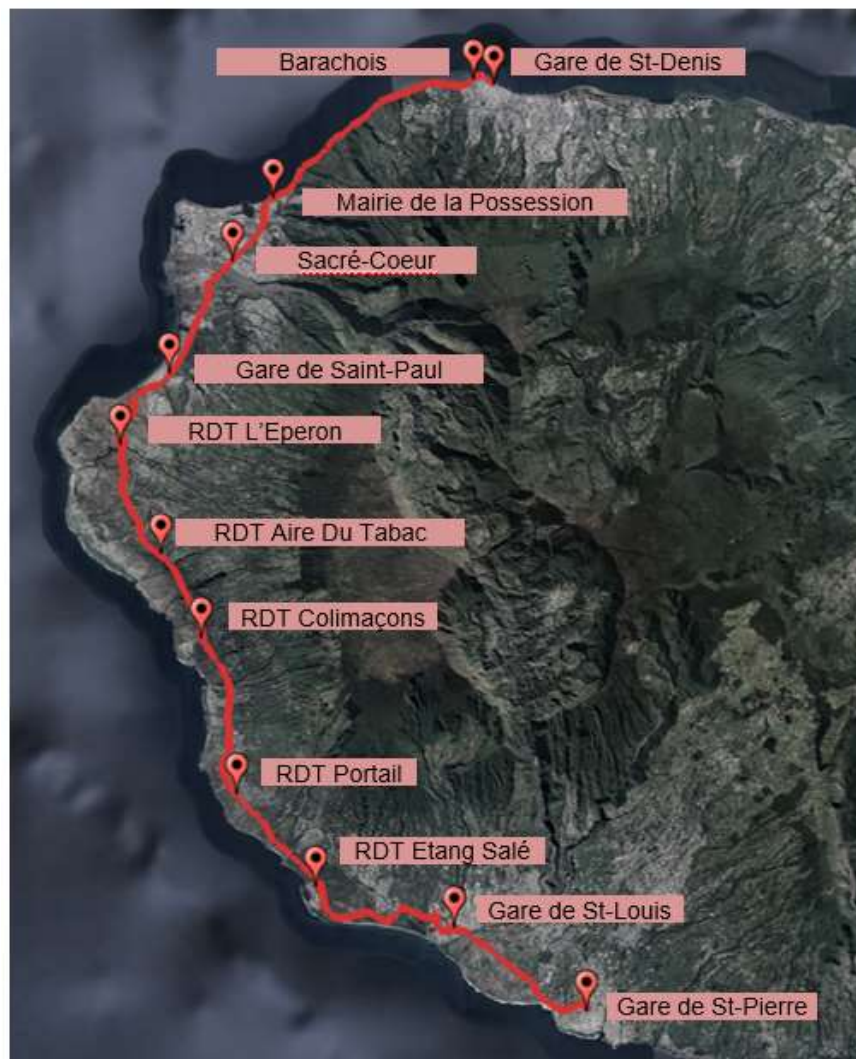 Barachois
Gare de St-Denis
Mairie de la Possession
Sacré-Coeur
Gare de Saint-Paul
RDT L'Eperon
RDT Aire Du Tabac
RDT Colimaçons
RDT Portail
RDT Etang Salé
Gare de St-Louis
Gare de St-Pierre